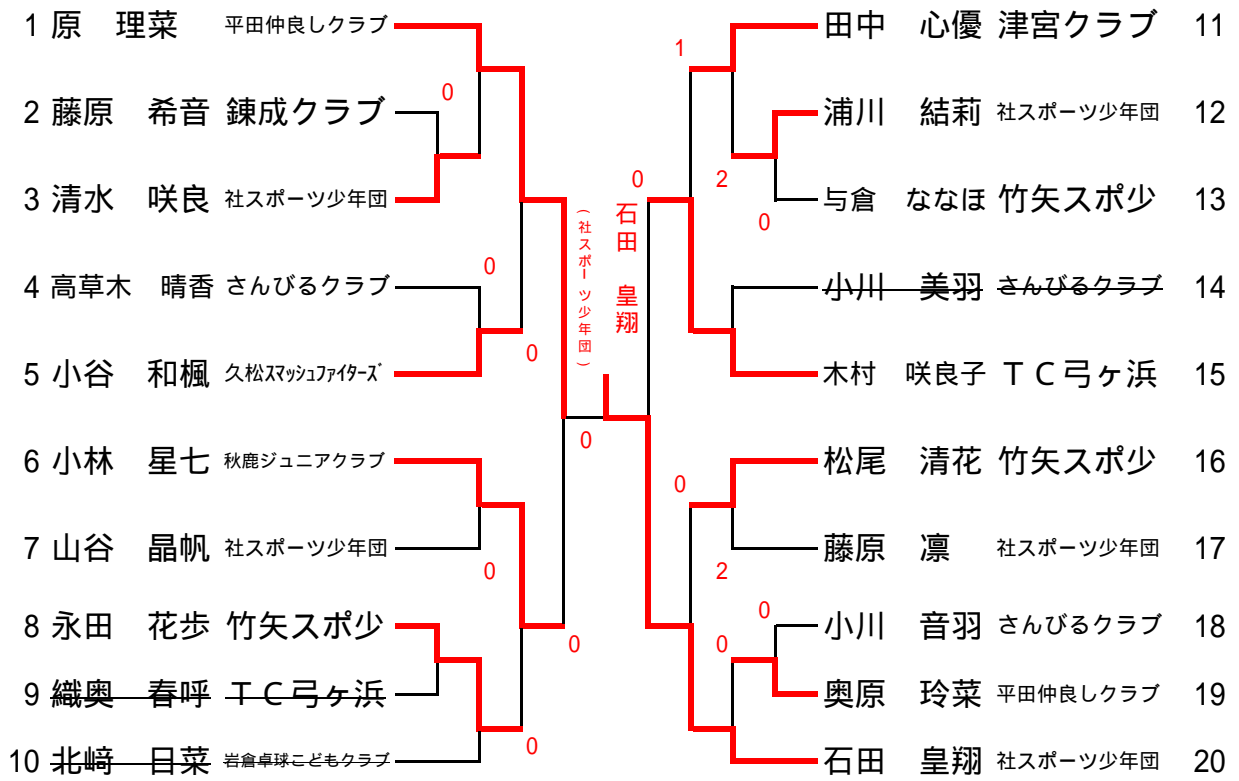 1 原　理菜 平田仲良しクラブ
2 藤原　希音 錬成クラブ
3 清水　咲良 社スポーツ少年団
4 高草木　晴香 さんびるクラブ
5 小谷　和楓 久松ｽﾏｯｼｭﾌｧｲﾀｰｽﾞ
6 小林　星七 秋鹿ジュニアクラブ
7 山谷　晶帆 社スポーツ少年団
8 永田　花歩 竹矢スポ少
9 織奥　春呼 ＴＣ弓ヶ浜
10 北﨑　日菜 岩倉卓球こどもクラブ
0
0
0
0
0
0
0
石田　皇翔
(社スポーツ少年団)
0
1
2
0
0
2
0
0
田中　心優 津宮クラブ 11
浦川　結莉 社スポーツ少年団 12
与倉　ななほ 竹矢スポ少 13
小川　美羽 さんびるクラブ 14
木村　咲良子 ＴＣ弓ヶ浜 15
松尾　清花 竹矢スポ少 16
藤原　凛 社スポーツ少年団 17
小川　音羽 さんびるクラブ 18
奥原　玲菜 平田仲良しクラブ 19
石田　皇翔 社スポーツ少年団 20